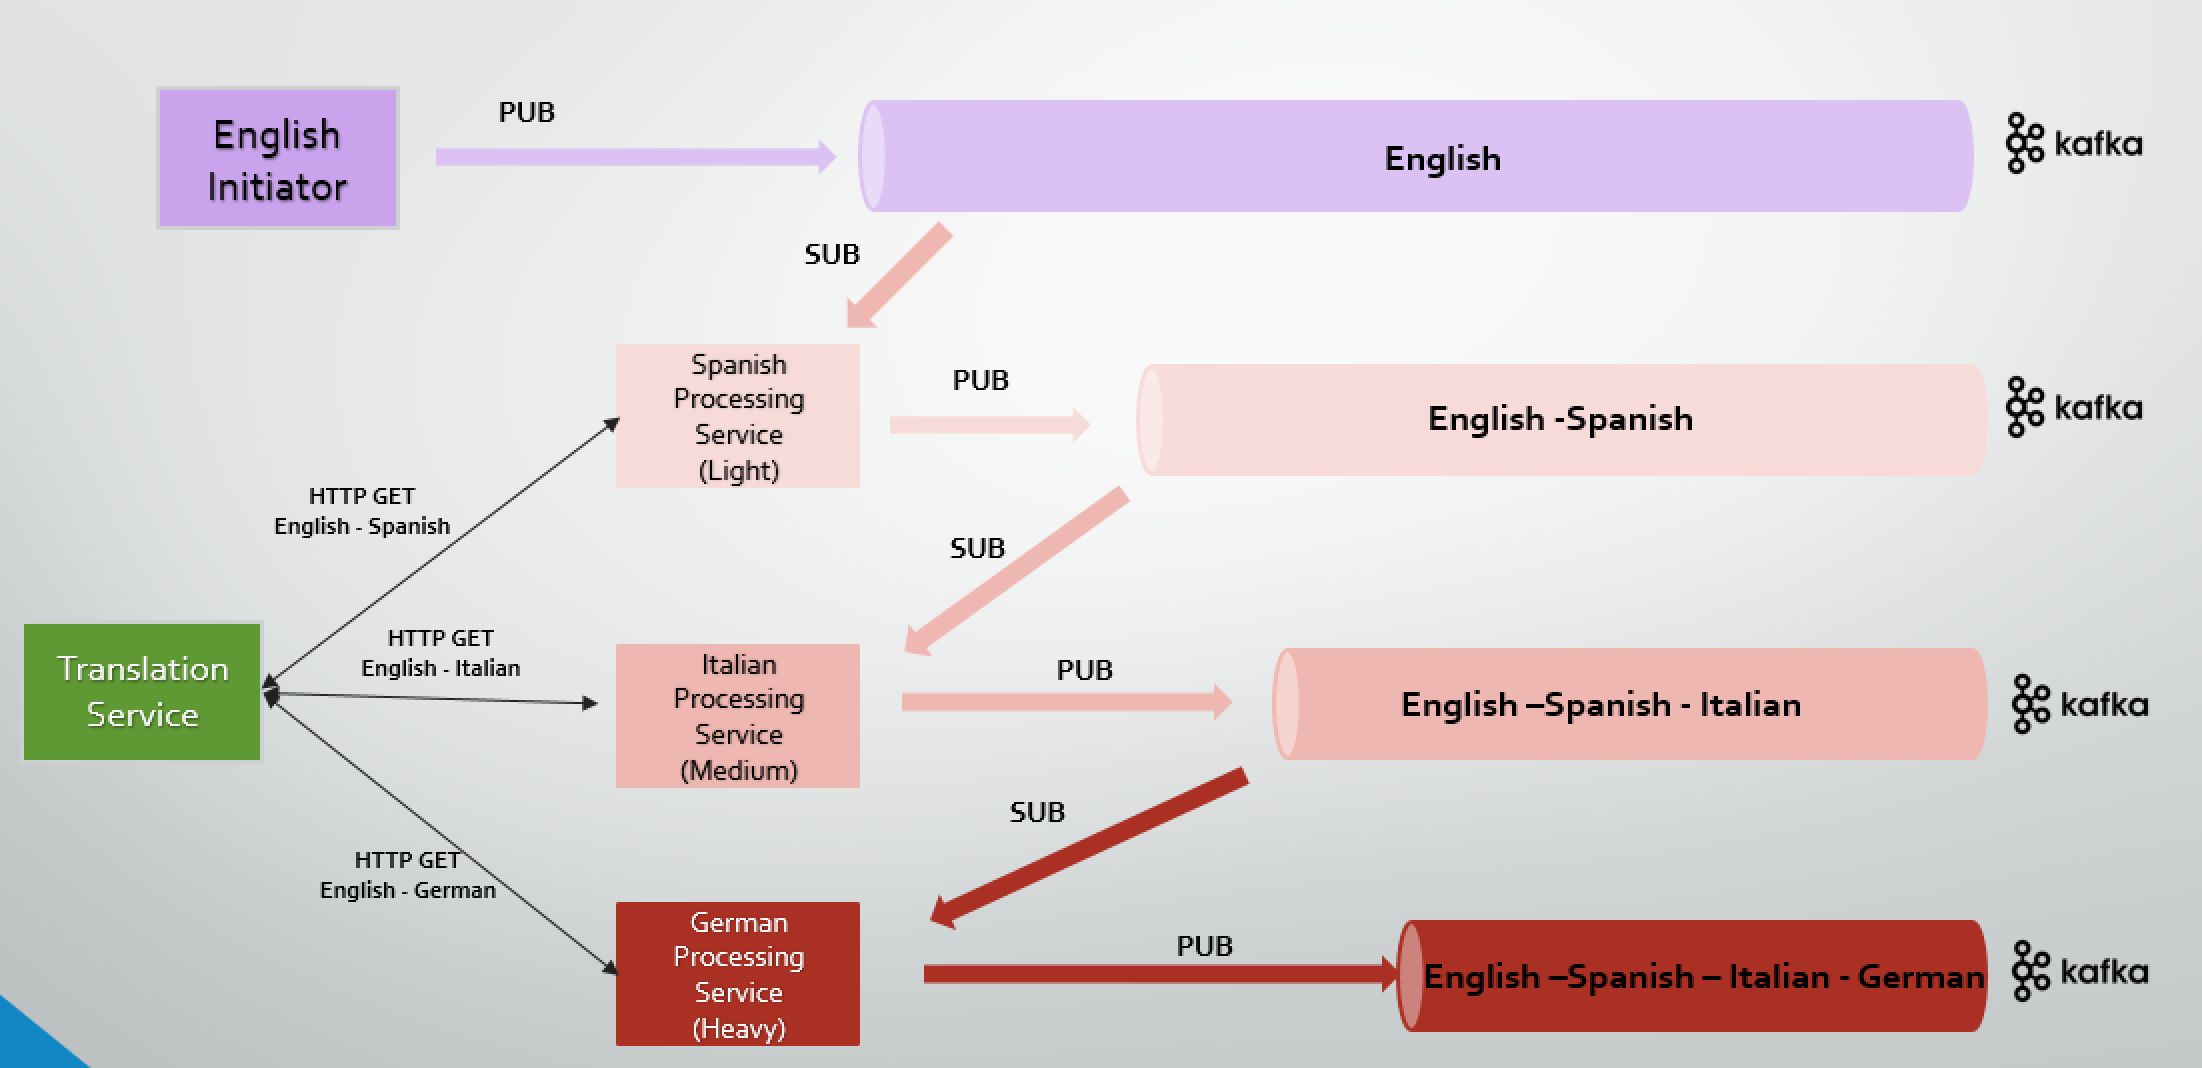 English
Initiator
PUB
English
kafka
SUB
Spanish
Processing
Service
(Light)
PUB
English -Spanish
kafka
HTTP GET
English - Spanish
SUB
Translation
Service
HTTP GET
English - Italian
Italian
Processing
Service
(Medium)
PUB
English –Spanish - Italian
kafka
SUB
HTTP GET
English - German
German
Processing
Service
(Heavy)
PUB
English –Spanish – Italian - German
kafka